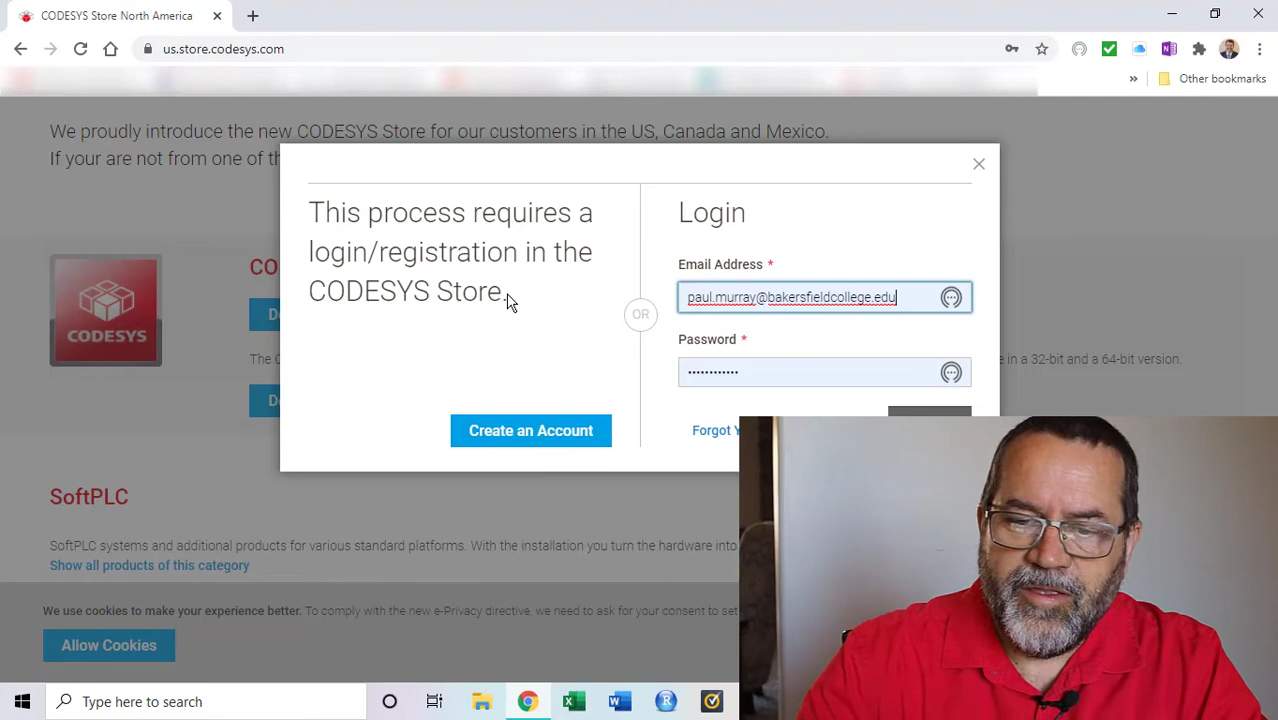 CODESYS Store North America
us.store.codesys.com
Other bookmarks
We proudly introduce the new CODESYS Store for our customers in the US, Canada and Mexico.
If your are not from one of th
This process requires a
login/registration in the
CODESYS Store.
Create an Account
OR
Login
Email Address *
paul.murray@bakersfieldcollege.edu
Password *
••••••••••••
Forgot Y
CODESYS
CO
D
The C
e in a 32-bit and a 64-bit version.
D
SoftPLC
SoftPLC systems and additional products for various standard platforms. With the installation you turn the hardware into
Show all products of this category
We use cookies to make your experience better. To comply with the new e-Privacy directive, we need to ask for your consent to set
Allow Cookies
Type here to search